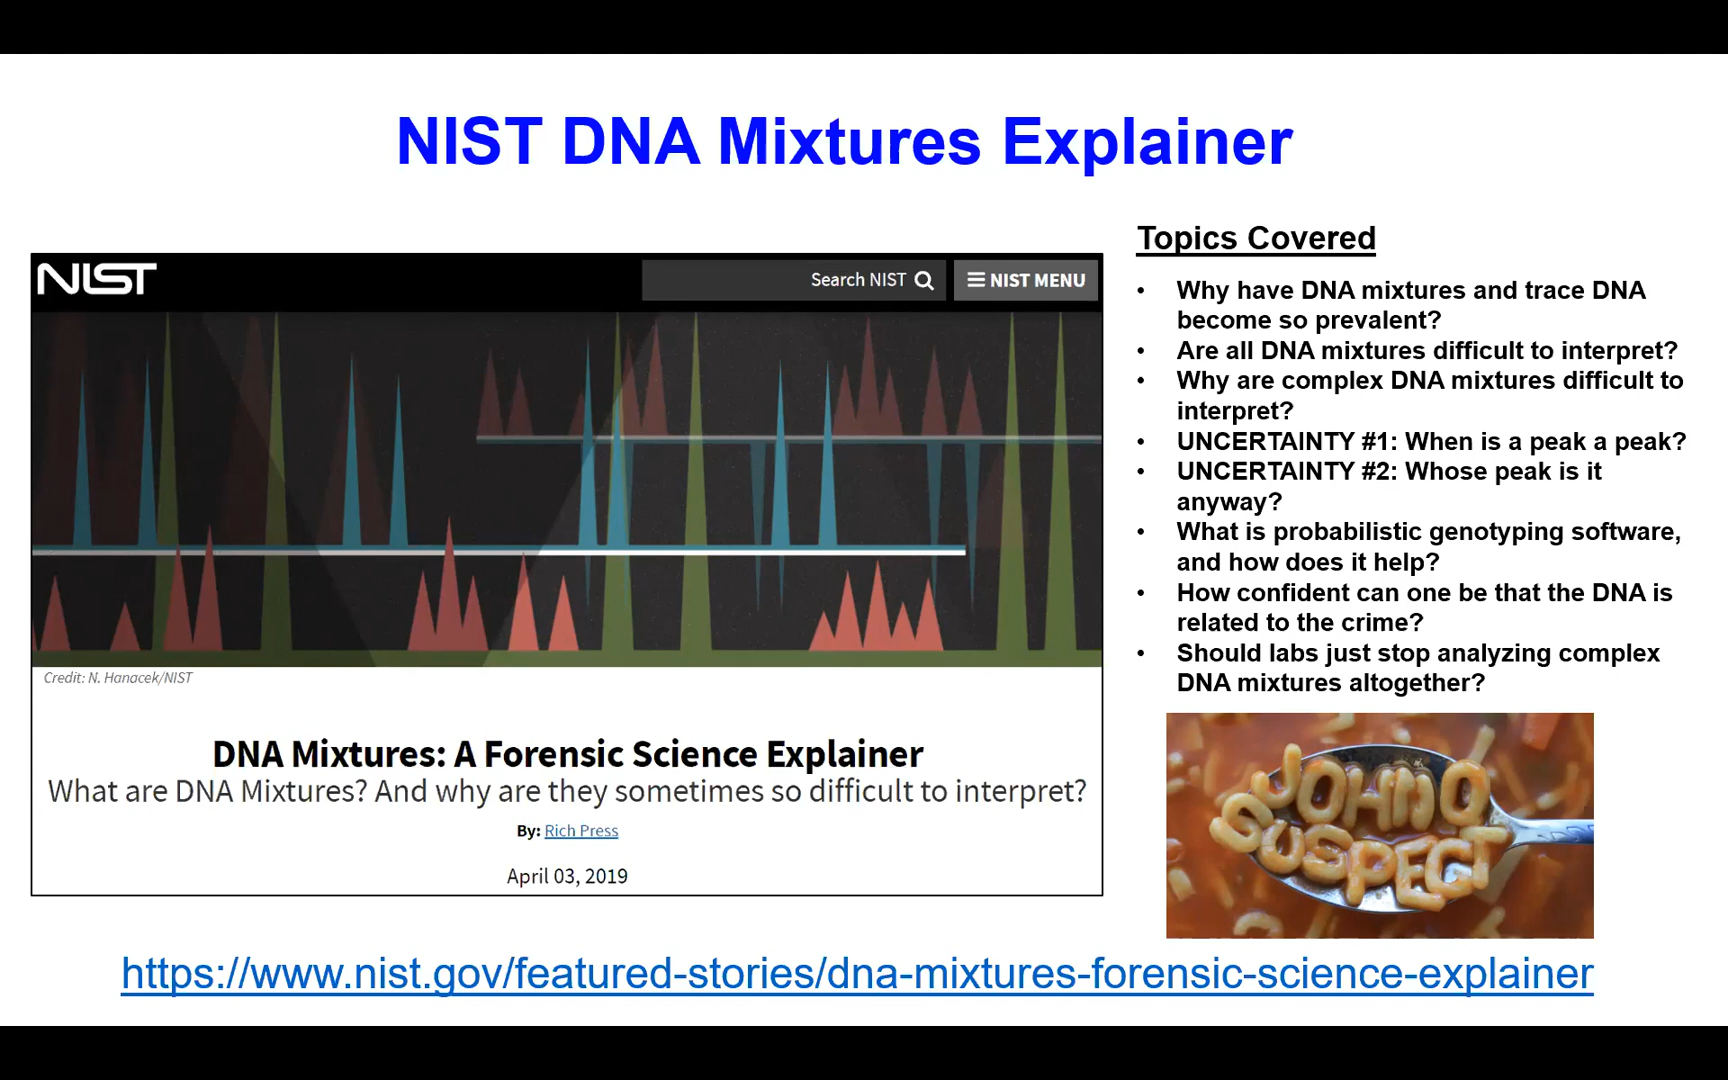 NIST DNA Mixtures Explainer
NIST
Search NIST
NIST MENU
Credit: N. Hanacek/NIST
DNA Mixtures: A Forensic Science Explainer
What are DNA Mixtures? And why are they sometimes so difficult to interpret?
By: Rich Press
April 03, 2019
Topics Covered
• Why have DNA mixtures and trace DNA
become so prevalent?
• Are all DNA mixtures difficult to interpret?
• Why are complex DNA mixtures difficult to
interpret?
• UNCERTAINTY #1: When is a peak a peak?
• UNCERTAINTY #2: Whose peak is it
anyway?
• What is probabilistic genotyping software,
and how does it help?
• How confident can one be that the DNA is
related to the crime?
• Should labs just stop analyzing complex
DNA mixtures altogether?
JOHN Q
SUSPECT
https://www.nist.gov/featured-stories/dna-mixtures-forensic-science-explainer